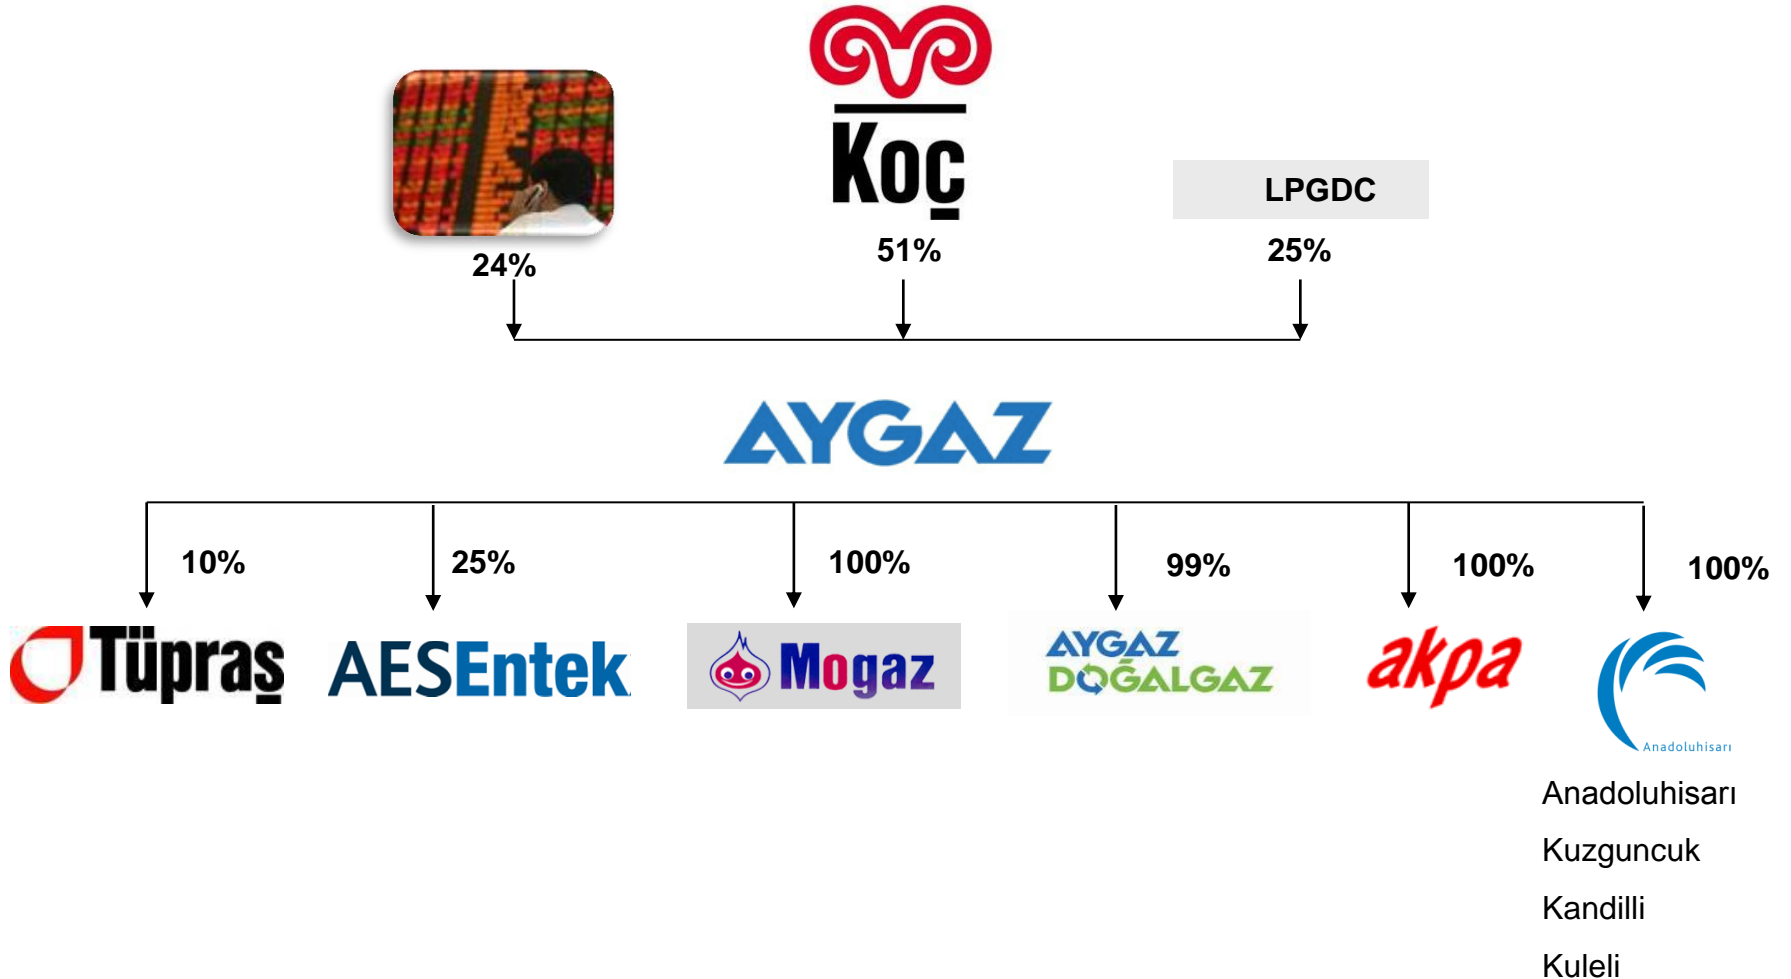 Koç
LPGDC
24%
51%
25%
AYGAZ
10%
25%
100%
99%
100%
100%
Tüpraş
AESEntek
Mogaz
AYGAZ
DOĞALGAZ
akpa
Anadoluhisarı
Anadoluhisarı
Kuzguncuk
Kandilli
Kuleli